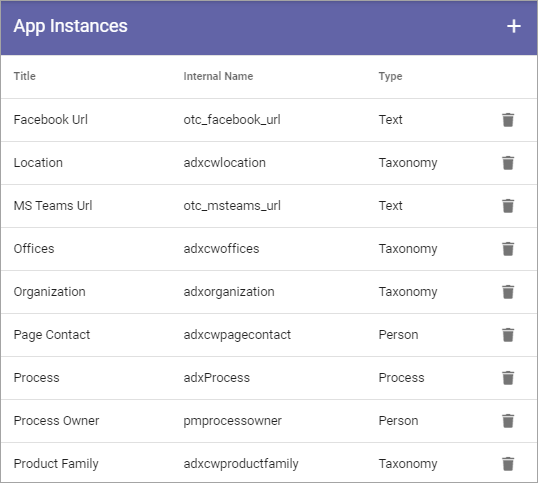 App Instances
Title Internal Name Type
Facebook Url otc_facebook_url Text
Location adxcwlocation Taxonomy
MS Teams Url otc_msteams_url Text
Offices adxcwoffices Taxonomy
Organization adxorganization Taxonomy
Page Contact adxcwpagecontact Person
Process adxProcess Process
Process Owner pmprocessowner Person
Product Family adxcwproductfamily Taxonomy